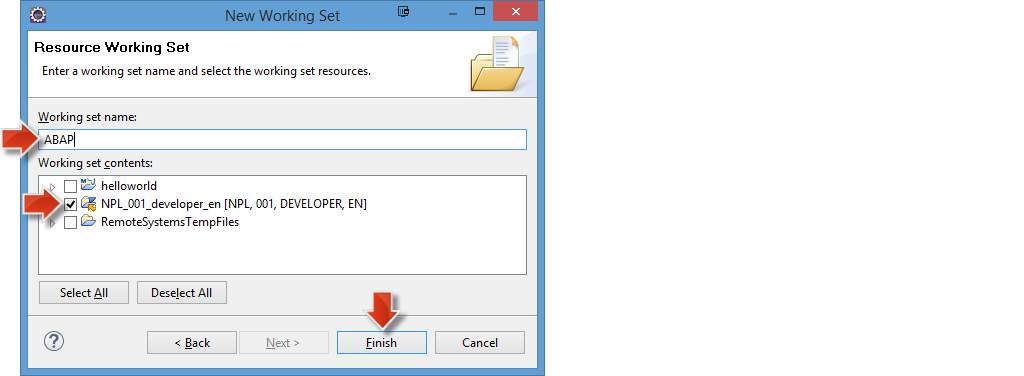 New Working Set
Resource Working Set
Enter a working set name and select the working set resources.
Working set name:
ABAP
Working set contents:
helloworld
NPL_001_developer_en [NPL, 001, DEVELOPER, EN]
RemoteSystemsTempFiles
Select All
Deselect All
< Back
Next >
Finish
Cancel